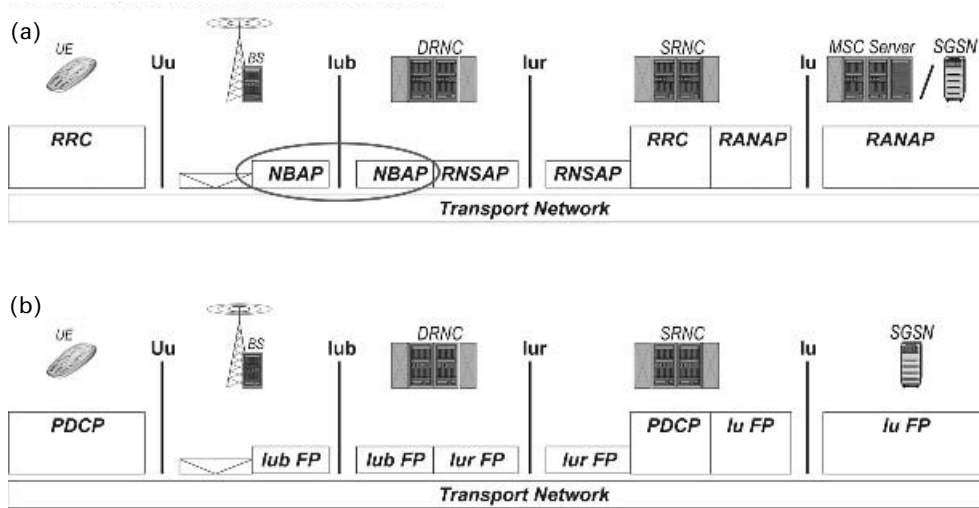 (a)
UE Uu BS Iub DRNC Iur SRNC Iu MSC Server / SGSN
RRC NBAP NBAP RNSAP RNSAP RRC RANAP RANAP
Transport Network
(b)
UE Uu BS Iub DRNC Iur SRNC Iu SGSN
PDCP Iub FP Iub FP Iur FP Iur FP PDCP Iu FP Iu FP
Transport Network